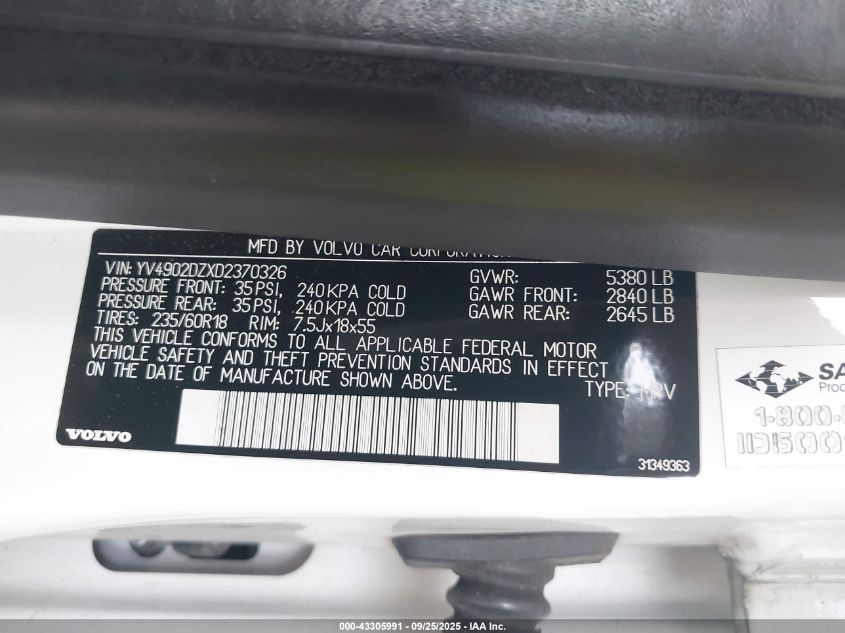 MFD BY VOLVO CAR CORPORATION
VIN: YV4902DZXD2370326
PRESSURE FRONT: 35PSI, 240KPA COLD
PRESSURE REAR: 35PSI, 240KPA COLD
TIRES: 235/60R18 RIM: 7.5Jx18x55
GVWR: 5380 LB
GAWR FRONT: 2840 LB
GAWR REAR: 2645 LB
THIS VEHICLE CONFORMS TO ALL APPLICABLE FEDERAL MOTOR
VEHICLE SAFETY AND THEFT PREVENTION STANDARDS IN EFFECT
ON THE DATE OF MANUFACTURE SHOWN ABOVE.
TYPE: MPV
VOLVO
31349363
1-800-
000-43305991 - 09/25/2025 - IAA Inc.